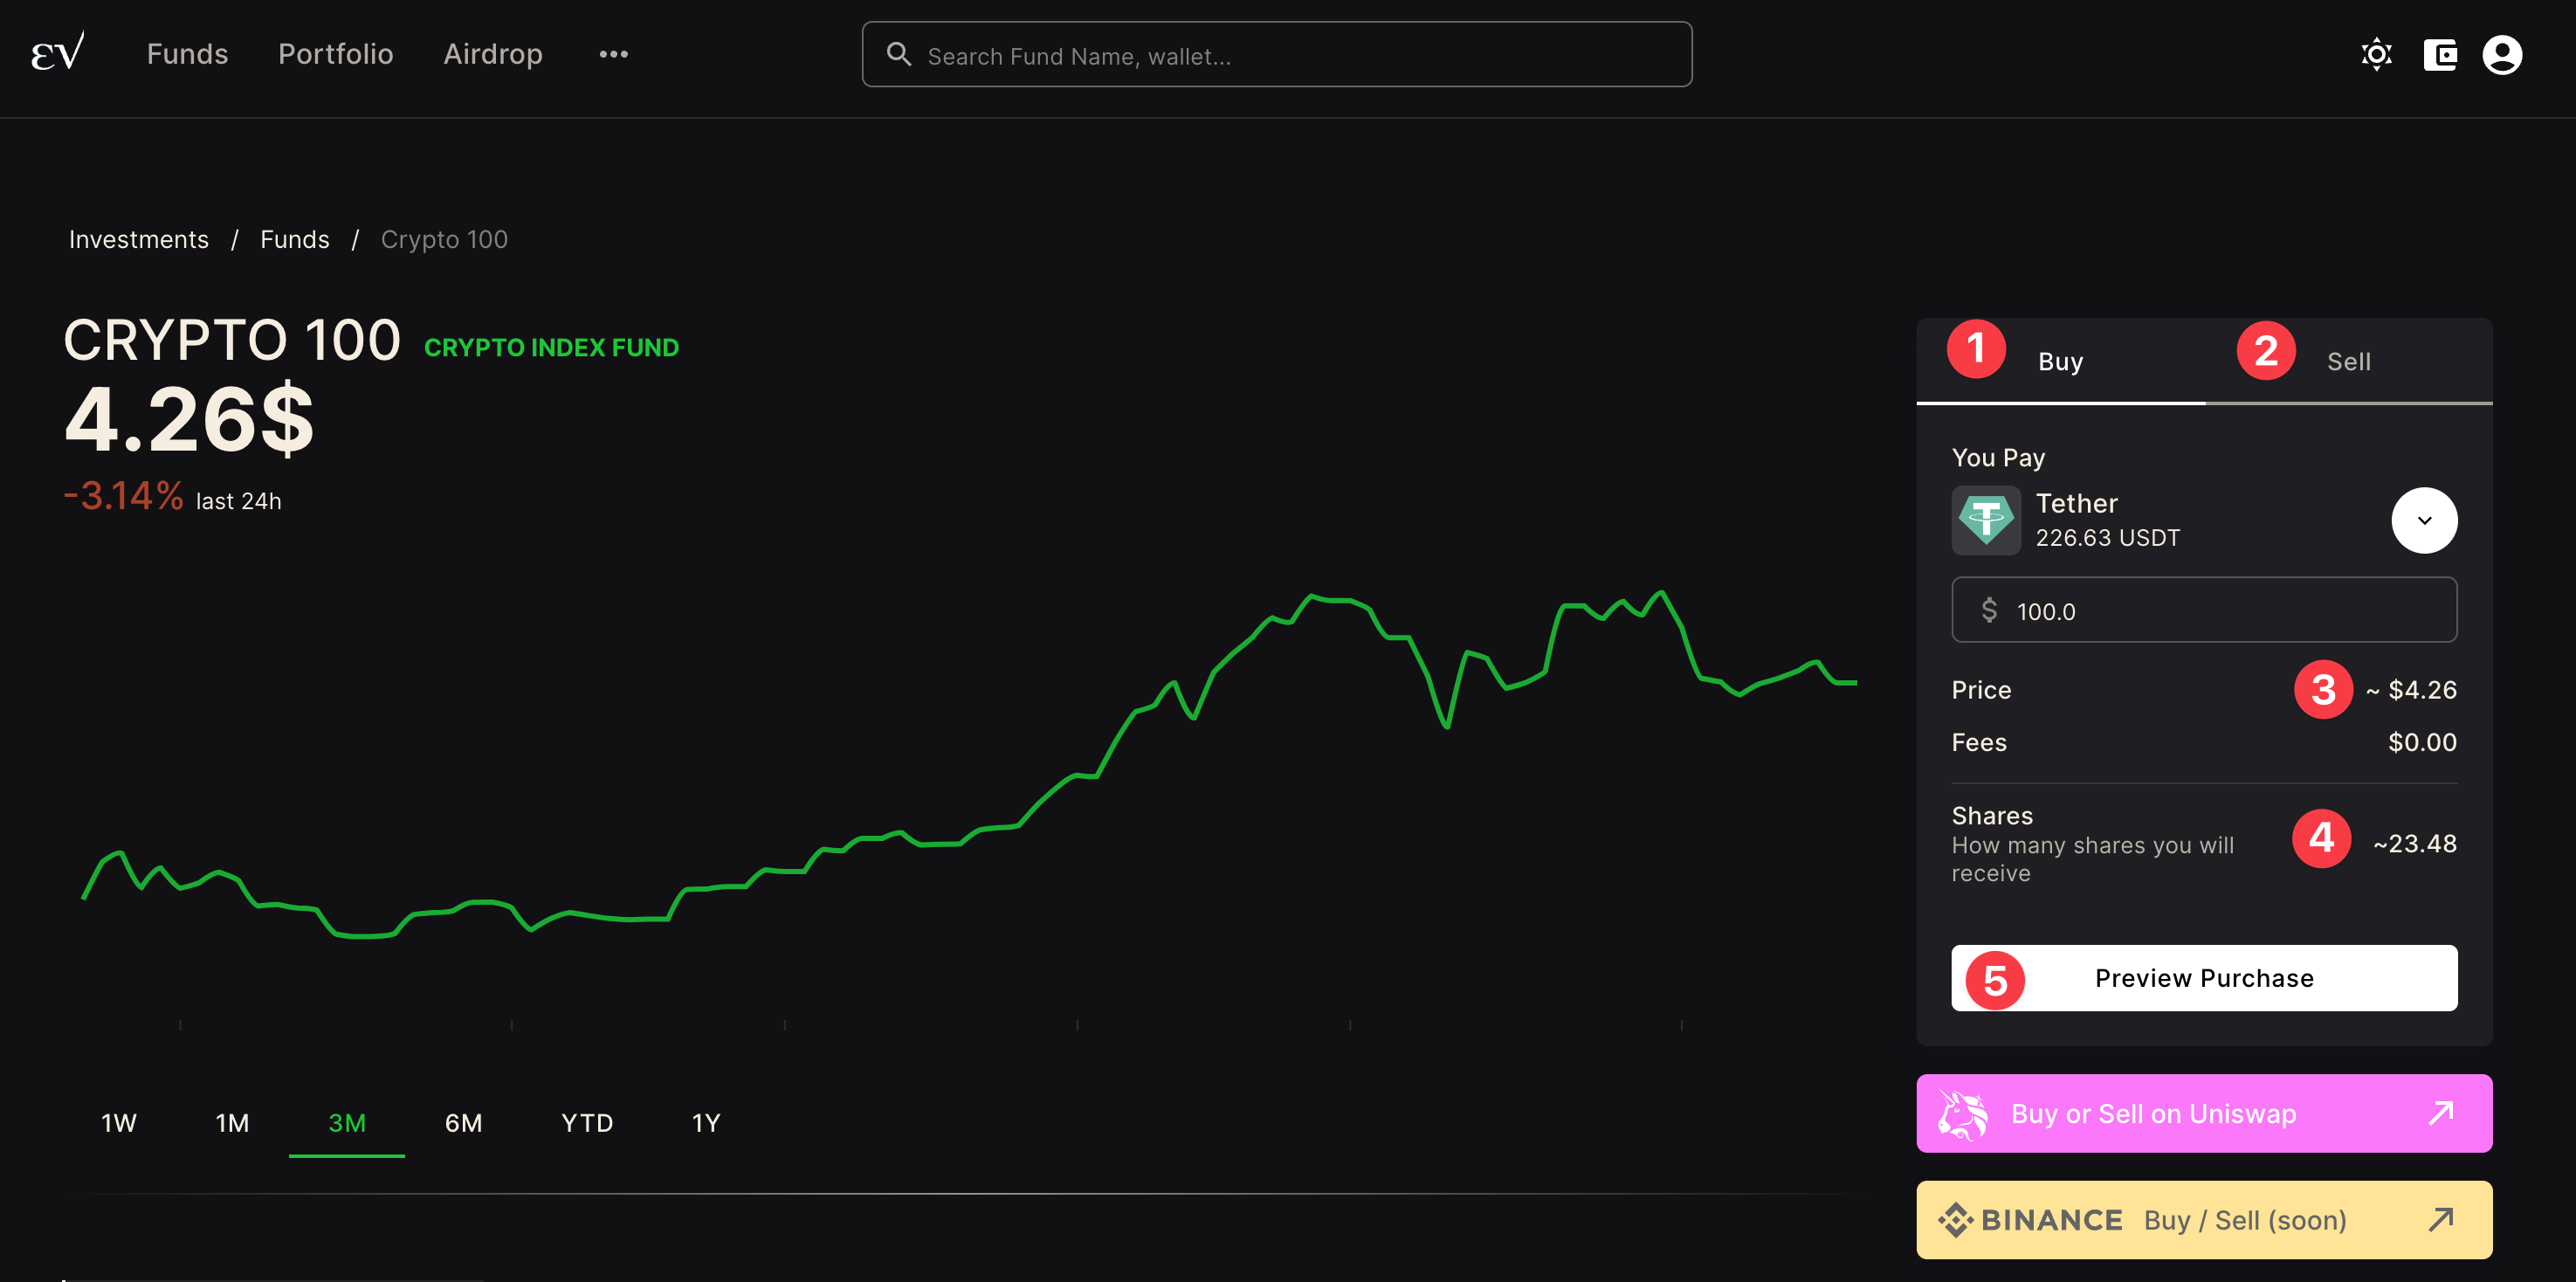 εν
Funds
Portfolio
Airdrop
Search Fund Name, wallet...
Investments / Funds / Crypto 100
CRYPTO 100 CRYPTO INDEX FUND
4.26$
-3.14% last 24h
1W 1M 3M 6M YTD 1Y
1 Buy
2 Sell
You Pay
Tether
226.63 USDT
$ 100.0
Price 3 ~ $4.26
Fees $0.00
Shares
How many shares you will
receive
4 ~23.48
5 Preview Purchase
Buy or Sell on Uniswap
BINANCE Buy / Sell (soon)